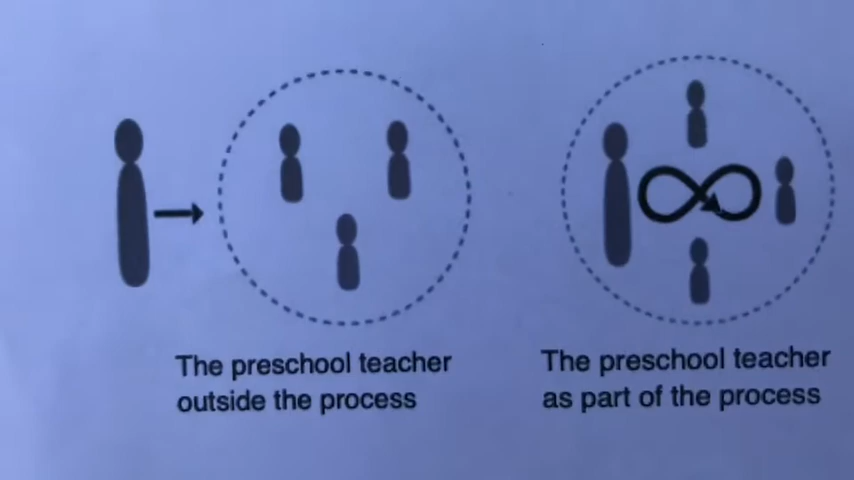 The preschool teacher
outside the process
The preschool teacher
as part of the process